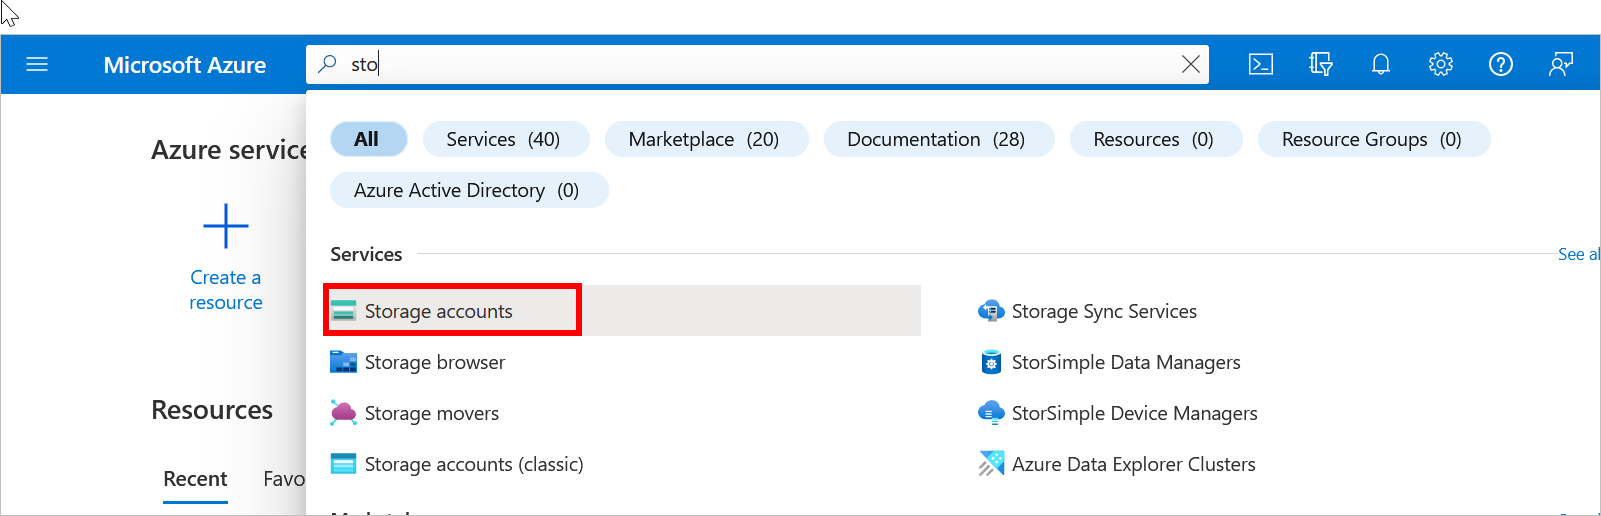 Microsoft Azure
sto
All
Services (40)
Marketplace (20)
Documentation (28)
Resources (0)
Resource Groups (0)
Azure Active Directory (0)
Azure service
Create a
resource
Resources
Recent
Favo
Services
See al
Storage accounts
Storage Sync Services
Storage browser
StorSimple Data Managers
Storage movers
StorSimple Device Managers
Storage accounts (classic)
Azure Data Explorer Clusters